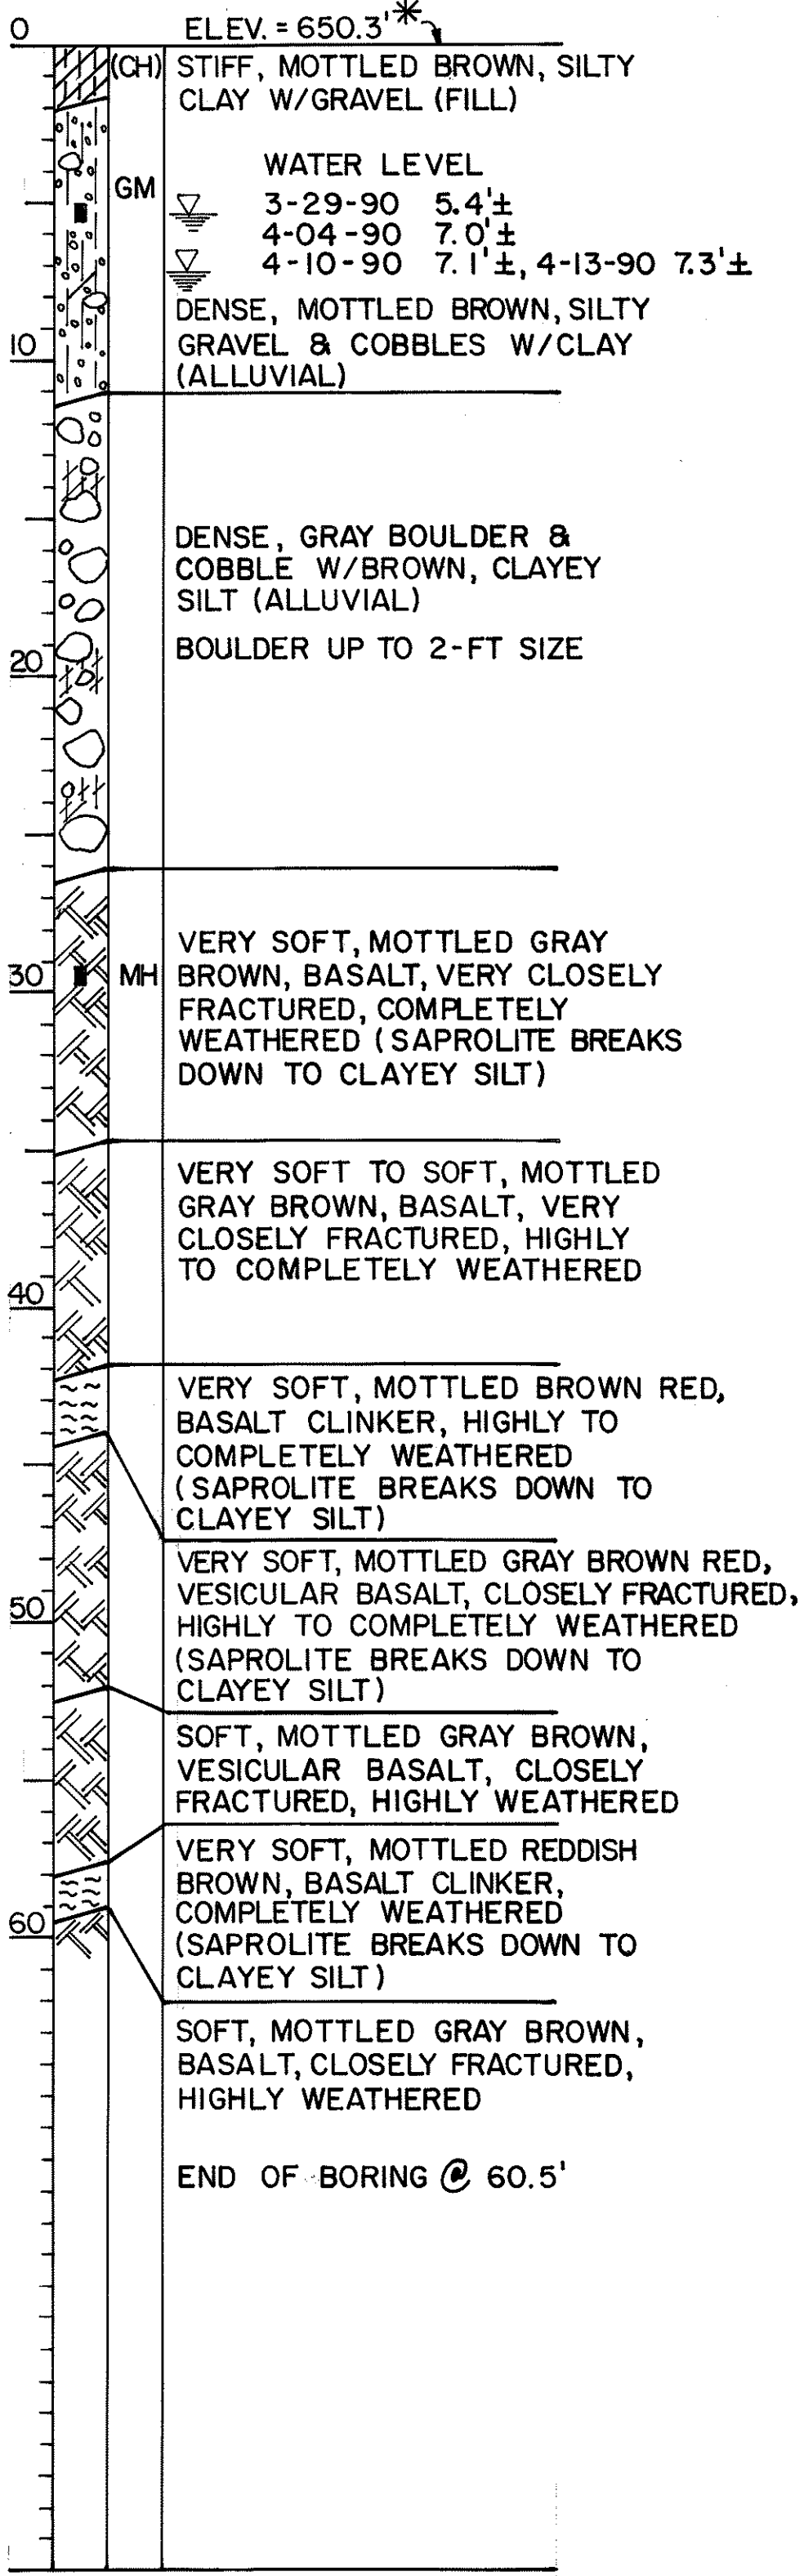 0 ELEV. = 650.3'*
(CH) STIFF, MOTTLED BROWN, SILTY
CLAY W/GRAVEL (FILL)
WATER LEVEL
GM
3-29-90 5.4'±
4-04-90 7.0'±
4-10-90 7.1'±, 4-13-90 7.3'±
DENSE, MOTTLED BROWN, SILTY
10 GRAVEL & COBBLES W/CLAY
(ALLUVIAL)
DENSE, GRAY BOULDER &
COBBLE W/BROWN, CLAYEY
SILT (ALLUVIAL)
BOULDER UP TO 2-FT SIZE
20
VERY SOFT, MOTTLED GRAY
30 MH BROWN, BASALT, VERY CLOSELY
FRACTURED, COMPLETELY
WEATHERED (SAPROLITE BREAKS
DOWN TO CLAYEY SILT)
VERY SOFT TO SOFT, MOTTLED
GRAY BROWN, BASALT, VERY
CLOSELY FRACTURED, HIGHLY
TO COMPLETELY WEATHERED
40
VERY SOFT, MOTTLED BROWN RED,
BASALT CLINKER, HIGHLY TO
COMPLETELY WEATHERED
(SAPROLITE BREAKS DOWN TO
CLAYEY SILT)
VERY SOFT, MOTTLED GRAY BROWN RED,
VESICULAR BASALT, CLOSELY FRACTURED,
50 HIGHLY TO COMPLETELY WEATHERED
(SAPROLITE BREAKS DOWN TO
CLAYEY SILT)
SOFT, MOTTLED GRAY BROWN,
VESICULAR BASALT, CLOSELY
FRACTURED, HIGHLY WEATHERED
VERY SOFT, MOTTLED REDDISH
BROWN, BASALT CLINKER,
COMPLETELY WEATHERED
60 (SAPROLITE BREAKS DOWN TO
CLAYEY SILT)
SOFT, MOTTLED GRAY BROWN,
BASALT, CLOSELY FRACTURED,
HIGHLY WEATHERED
END OF BORING @ 60.5'